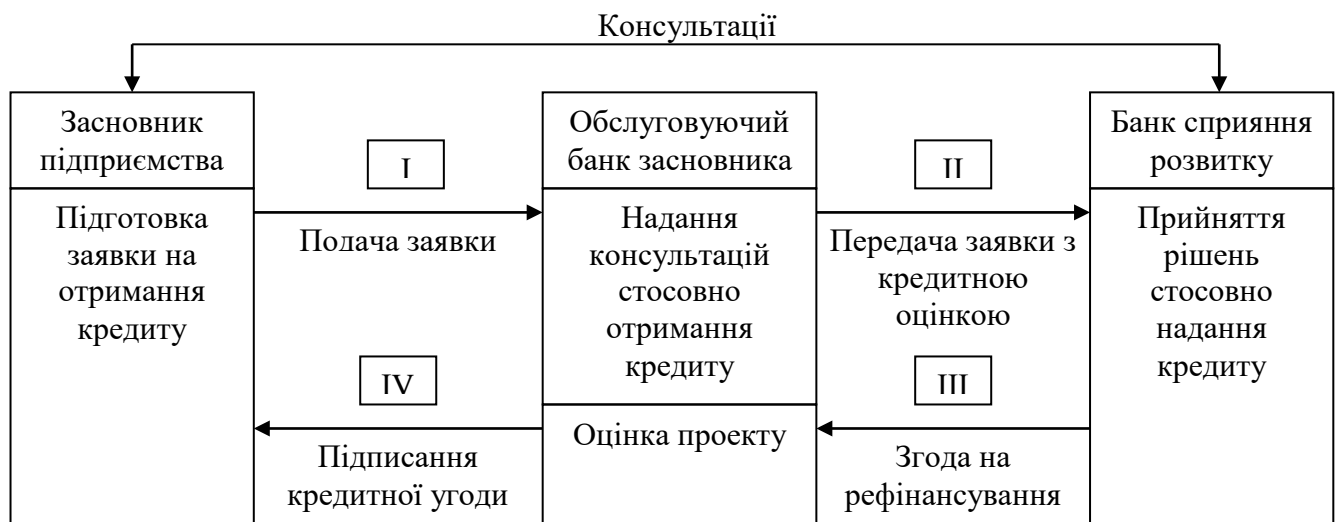 Консультації
Засновник
підприємства
Підготовка
заявки на
отримання
кредиту
I
Подача заявки
IV
Підписання
кредитної угоди
Обслуговуючий
банк засновника
Надання
консультацій
стосовно
отримання
кредиту
Оцінка проекту
II
Передача заявки з
кредитною
оцінкою
III
Згода на
рефінансування
Банк сприяння
розвитку
Прийняття
рішень
стосовно
надання
кредиту